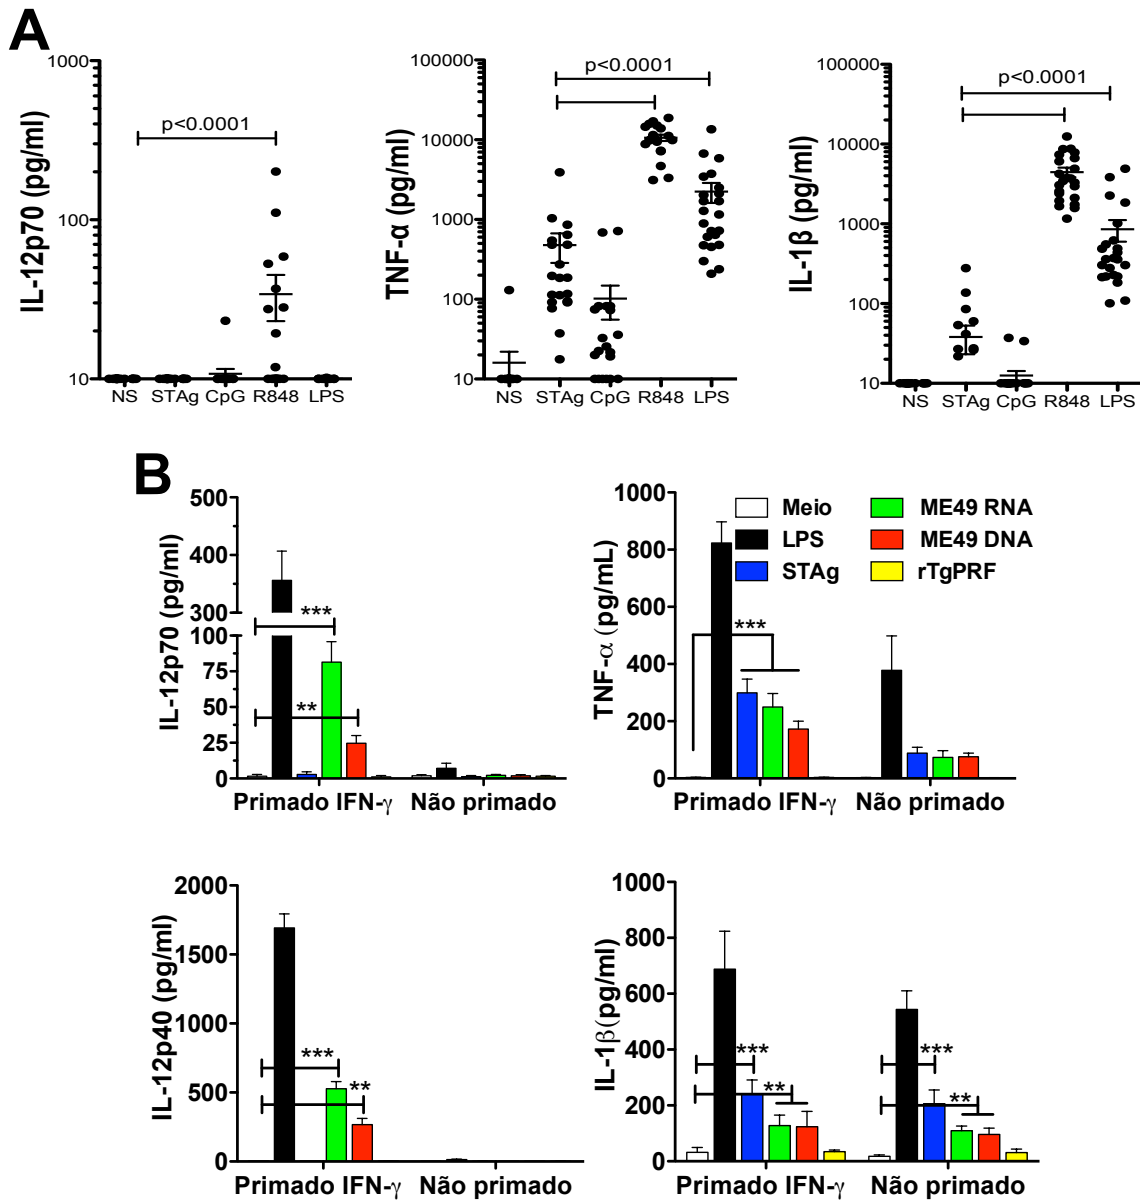 A
IL-12p70 (pg/ml)
1000
100
10
p<0.0001
NS STAg CpG R848 LPS
TNF-α (pg/ml)
100000
10000
1000
100
10
p<0.0001
NS STAg CpG R848 LPS
IL-1β (pg/ml)
100000
10000
1000
100
10
p<0.0001
NS STAg CpG R848 LPS
B
IL-12p70 (pg/ml)
500
400
300
100
75
50
25
0
***
**
Primado IFN-γ Não primado
TNF-α (pg/mL)
1000
800
600
400
200
0
***
Meio
LPS
STAg
ME49 RNA
ME49 DNA
rTgPRF
Primado IFN-γ Não primado
IL-12p40 (pg/ml)
2000
1500
1000
500
0
***
**
Primado IFN-γ Não primado
IL-1β(pg/ml)
1000
800
600
400
200
0
***
**
***
**
Primado IFN-γ Não primado